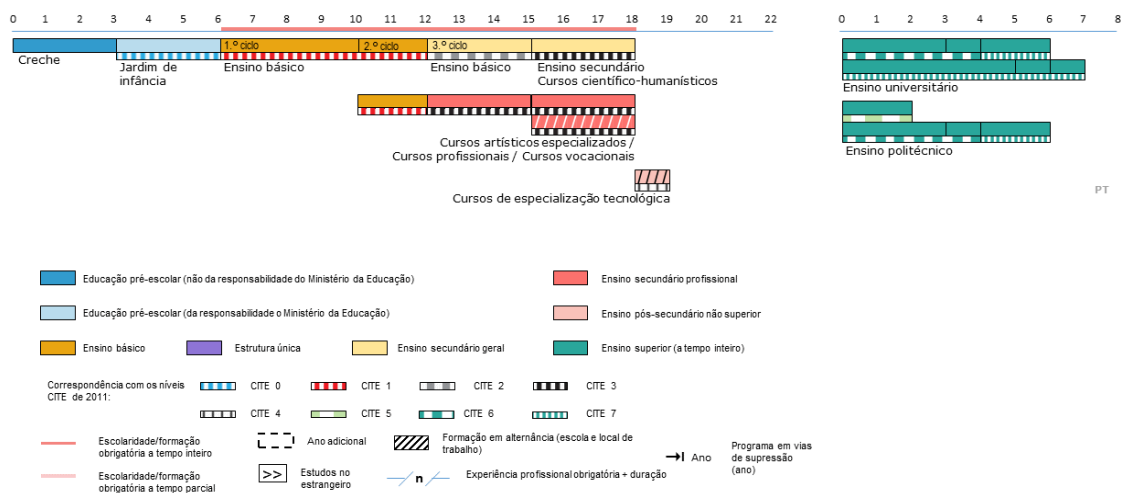 0 1 2 3 4 5 6 7 8 9 10 11 12 13 14 15 16 17 18 19 20 21 22
0 1 2 3 4 5 6 7 8
1.º ciclo 2.º ciclo 3.º ciclo
Creche
Jardim de
infância
Ensino básico
Ensino básico
Ensino secundário
Cursos científico-humanísticos
Ensino universitário
Cursos artísticos especializados /
Cursos profissionais / Cursos vocacionais
Ensino politécnico
Cursos de especialização tecnológica
PT
Educação pré-escolar (não da responsabilidade do Ministério da Educação)
Ensino secundário profissional
Educação pré-escolar (da responsabilidade o Ministério da Educação)
Ensino pós-secundário não superior
Ensino básico
Estrutura única
Ensino secundário geral
Ensino superior (a tempo inteiro)
Correspondência com os níveis
CITE de 2011:
CITE 0
CITE 1
CITE 2
CITE 3
CITE 4
CITE 5
CITE 6
CITE 7
Escolaridade/formação
obrigatória a tempo inteiro
Ano adicional
Formação em alternância (escola e local de
trabalho)
Ano
Programa em vias
de supressão
(ano)
Escolaridade/formação
obrigatória a tempo parcial
>>
Estudos no
estrangeiro
n
Experiência profissional obrigatória + duração